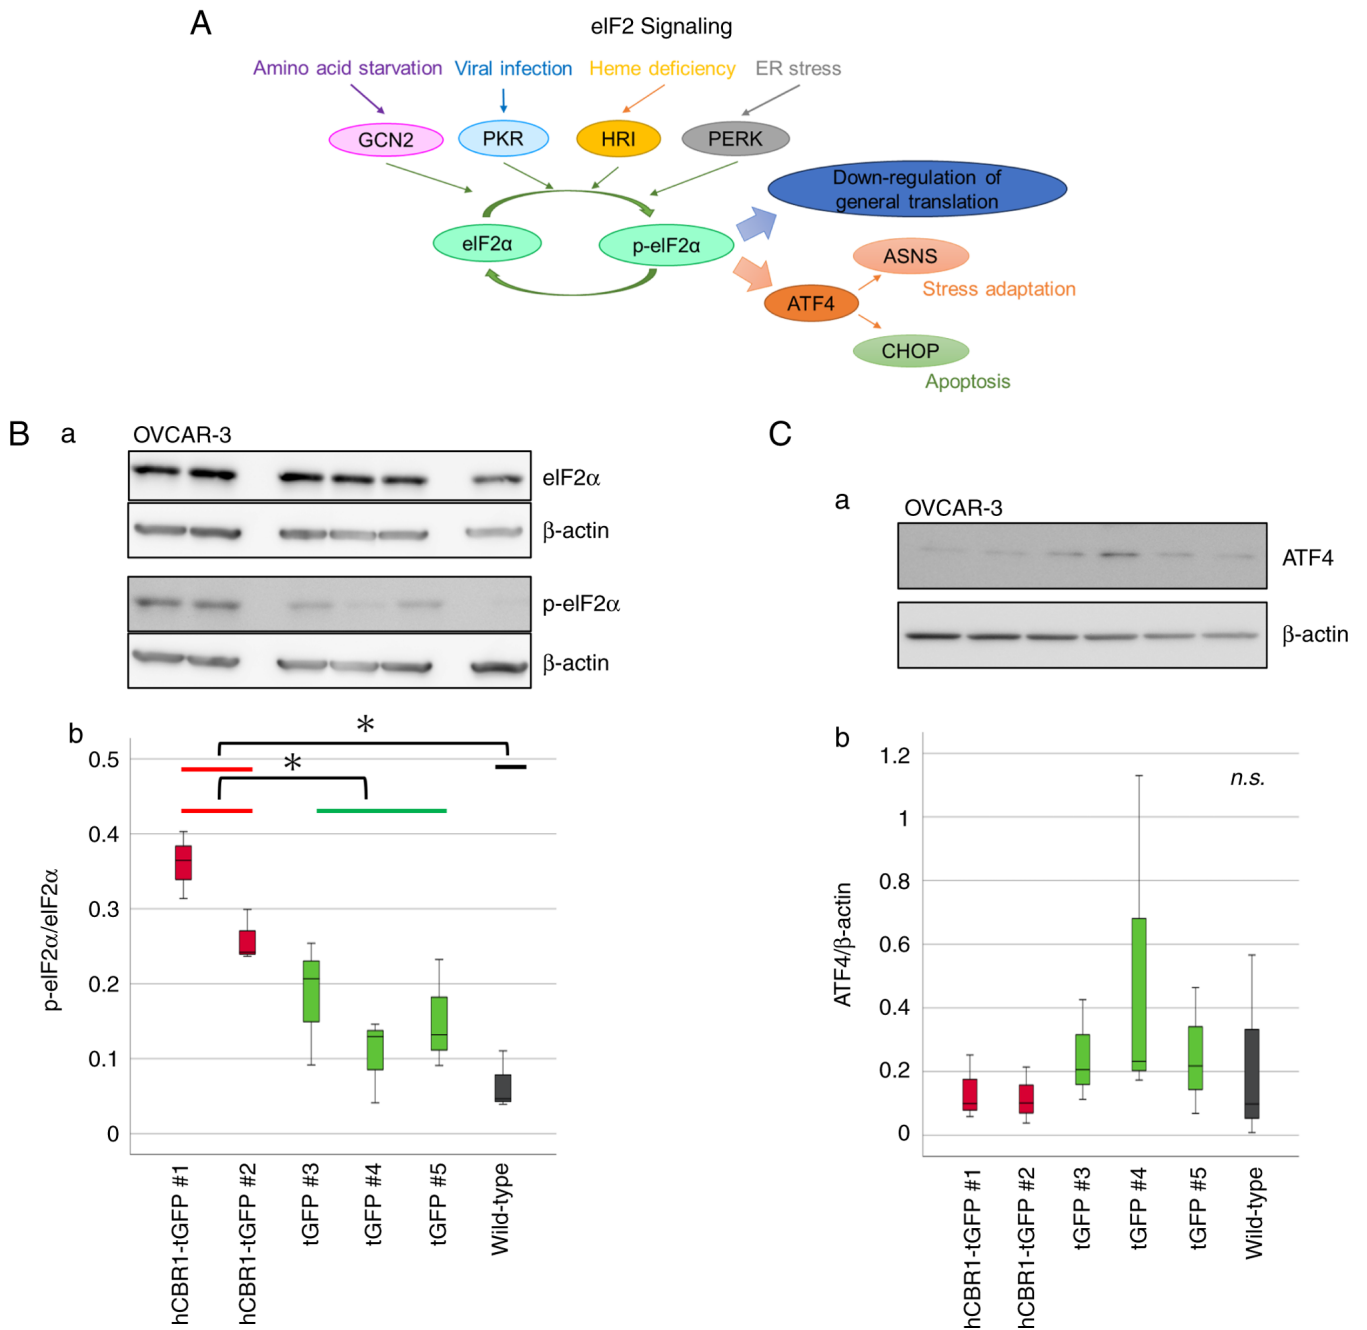 A
eIF2 Signaling
Amino acid starvation Viral infection Heme deficiency ER stress
GCN2 PKR HRI PERK
Down-regulation of
general translation
eIF2α p-eIF2α
ASNS
Stress adaptation
ATF4
CHOP
Apoptosis
B a
OVCAR-3
eIF2α
β-actin
p-eIF2α
β-actin
b
*
*
0.5
0.4
0.3
0.2
0.1
0
p-eIF2α/eIF2α
hCBR1-tGFP #1
hCBR1-tGFP #2
tGFP #3
tGFP #4
tGFP #5
Wild-type
C
a
OVCAR-3
ATF4
β-actin
b
n.s.
1.2
1
0.8
0.6
0.4
0.2
0
ATF4/β-actin
hCBR1-tGFP #1
hCBR1-tGFP #2
tGFP #3
tGFP #4
tGFP #5
Wild-type